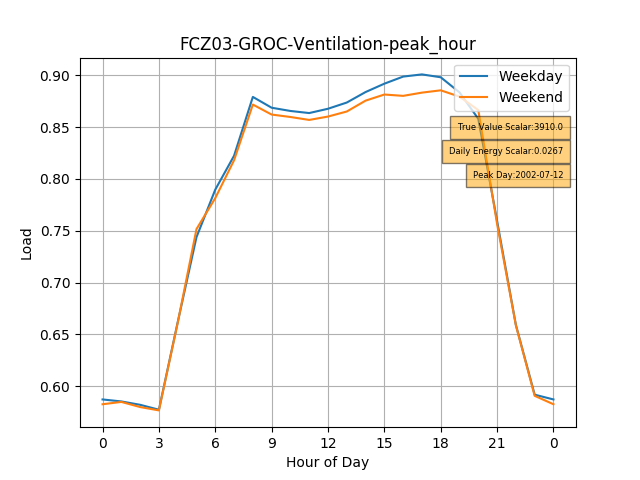 FCZ03-GROC-Ventilation-peak_hour
Weekday
Weekend
True Value Scalar:3910.0
Daily Energy Scalar:0.0267
Peak Day:2002-07-12
Load
0.90
0.85
0.80
0.75
0.70
0.65
0.60
0 3 6 9 12 15 18 21 0
Hour of Day